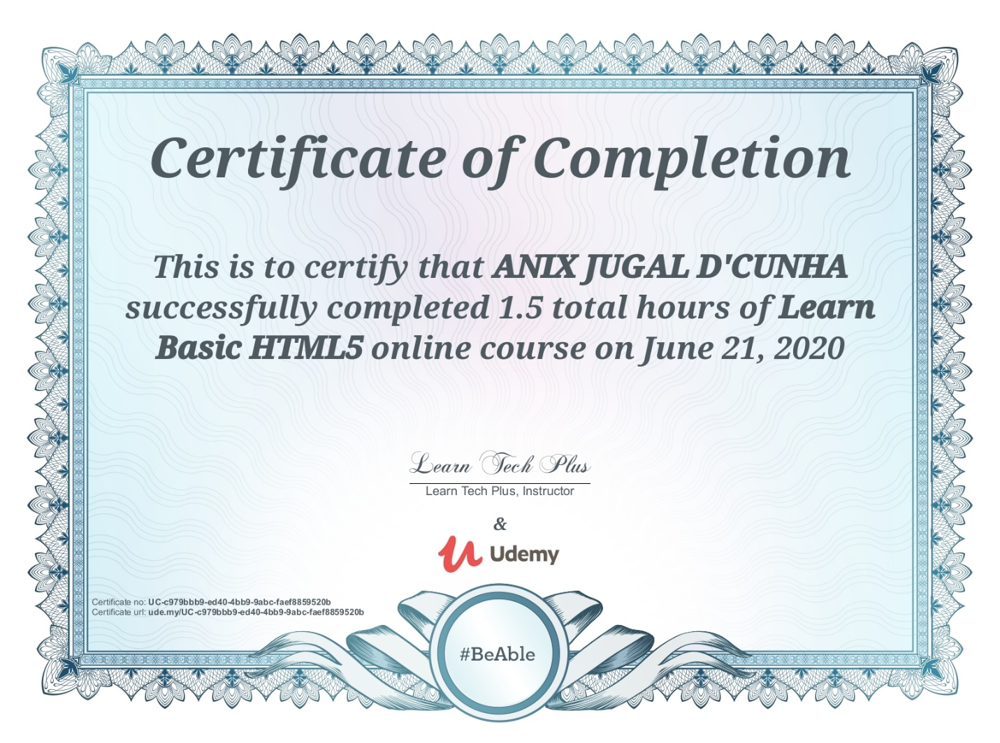 Certificate of Completion
This is to certify that ANIX JUGAL D'CUNHA
successfully completed 1.5 total hours of Learn
Basic HTML5 online course on June 21, 2020
Learn Tech Plus
Learn Tech Plus, Instructor
&
Udemy
Certificate no: UC-c979bbb9-ed40-4bb9-9abc-faef8859520b
Certificate url: ude.my/UC-c979bbb9-ed40-4bb9-9abc-faef8859520b
#BeAble